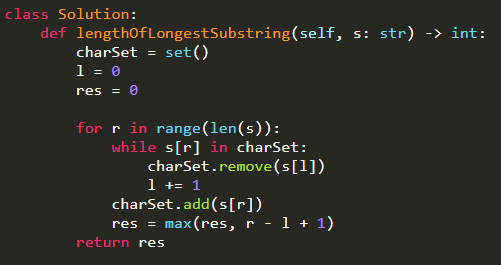 class Solution:
    def lengthOfLongestSubstring(self, s: str) -> int:
        charSet = set()
        l = 0
        res = 0

        for r in range(len(s)):
            while s[r] in charSet:
                charSet.remove(s[l])
                l += 1
            charSet.add(s[r])
            res = max(res, r - l + 1)
        return res